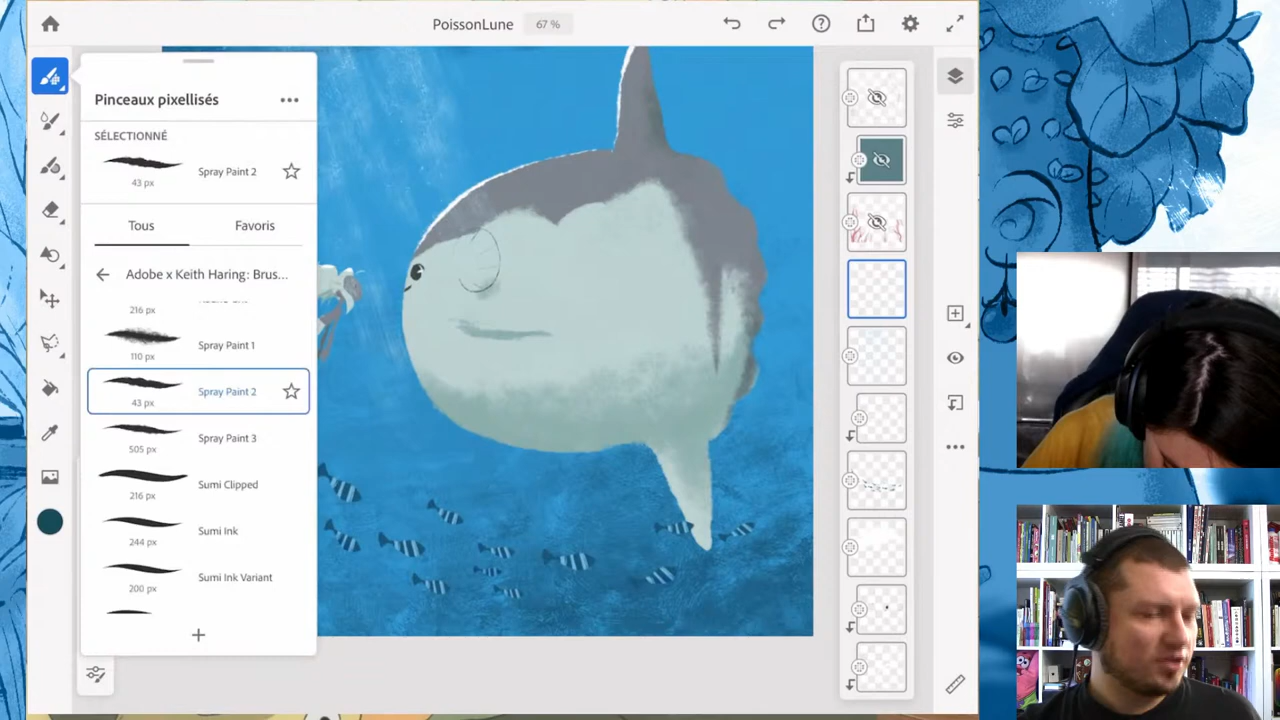 PoissonLune 67 %
Pinceaux pixellisés
SÉLECTIONNÉ
Spray Paint 2
43 px
Tous Favoris
Adobe x Keith Haring: Brus...
216 px
Spray Paint 1
110 px
Spray Paint 2
43 px
Spray Paint 3
505 px
Sumi Clipped
216 px
Sumi Ink
244 px
Sumi Ink Variant
200 px